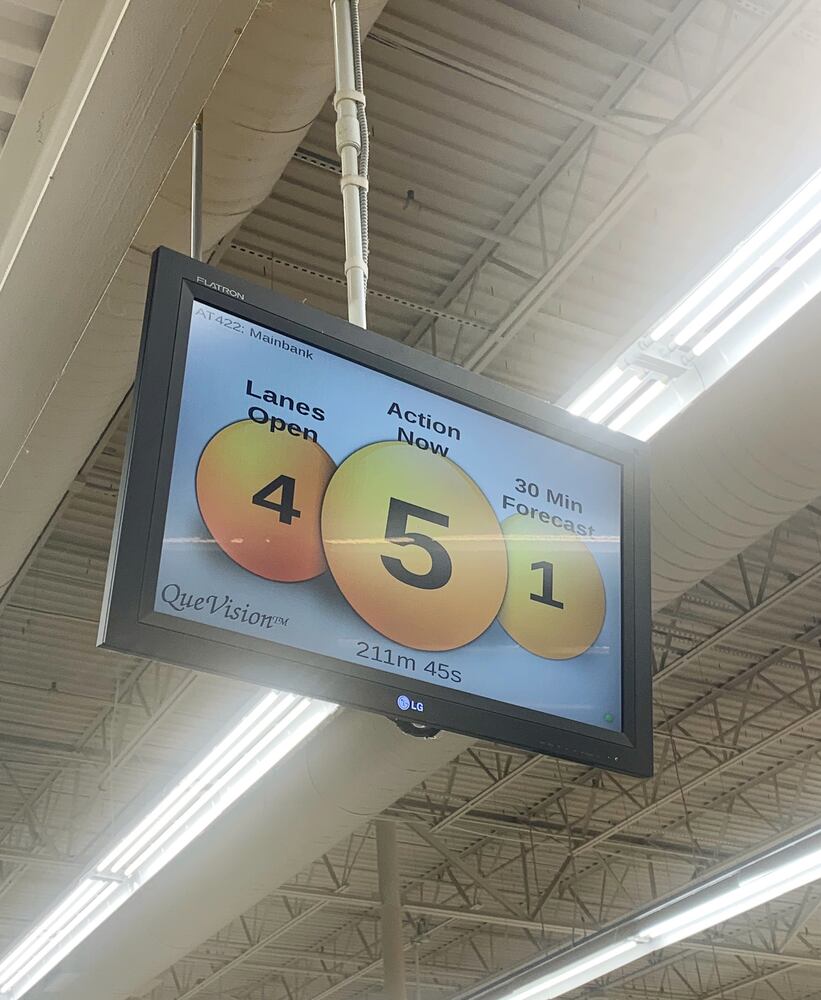 FLATRON
AT422: Mainbank
Lanes
Open
4
Action
Now
5
30 Min
Forecast
1
QueVision™
211m 45s
LG